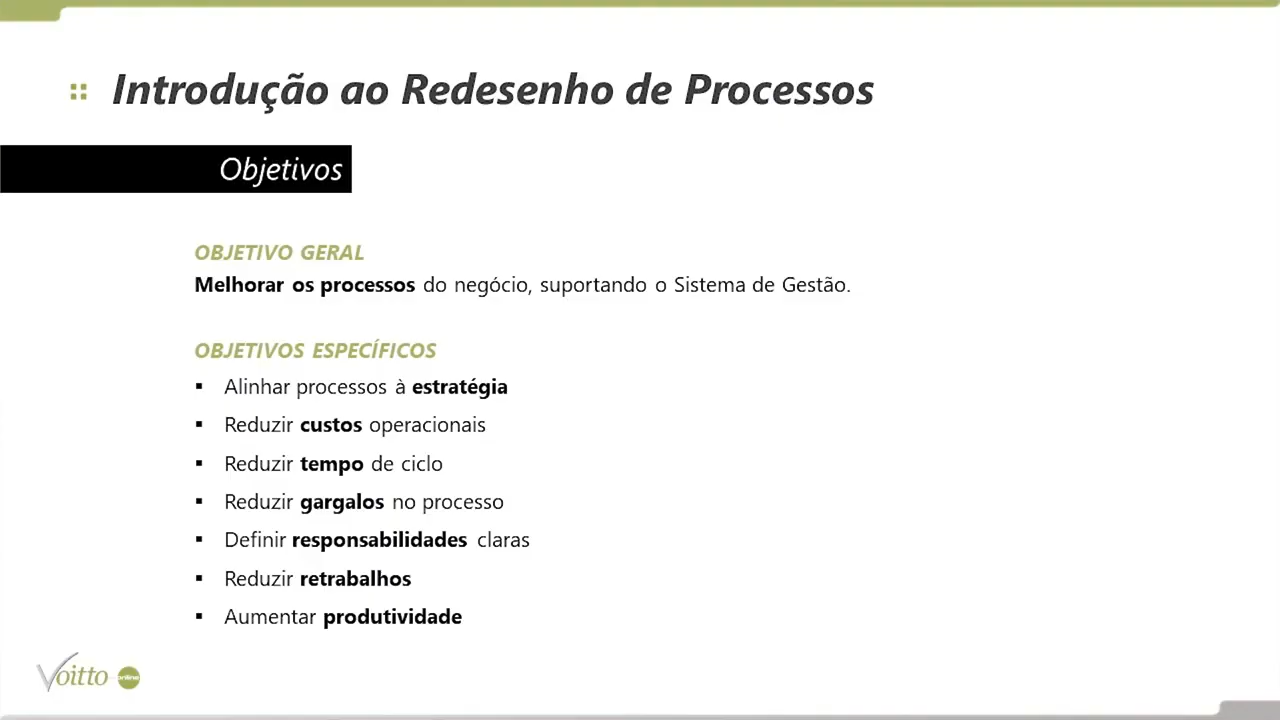 Introdução ao Redesenho de Processos
Objetivos
OBJETIVO GERAL
Melhorar os processos do negócio, suportando o Sistema de Gestão.
OBJETIVOS ESPECÍFICOS
Alinhar processos à estratégia
Reduzir custos operacionais
Reduzir tempo de ciclo
Reduzir gargalos no processo
Definir responsabilidades claras
Reduzir retrabalhos
Aumentar produtividade
Voitto online